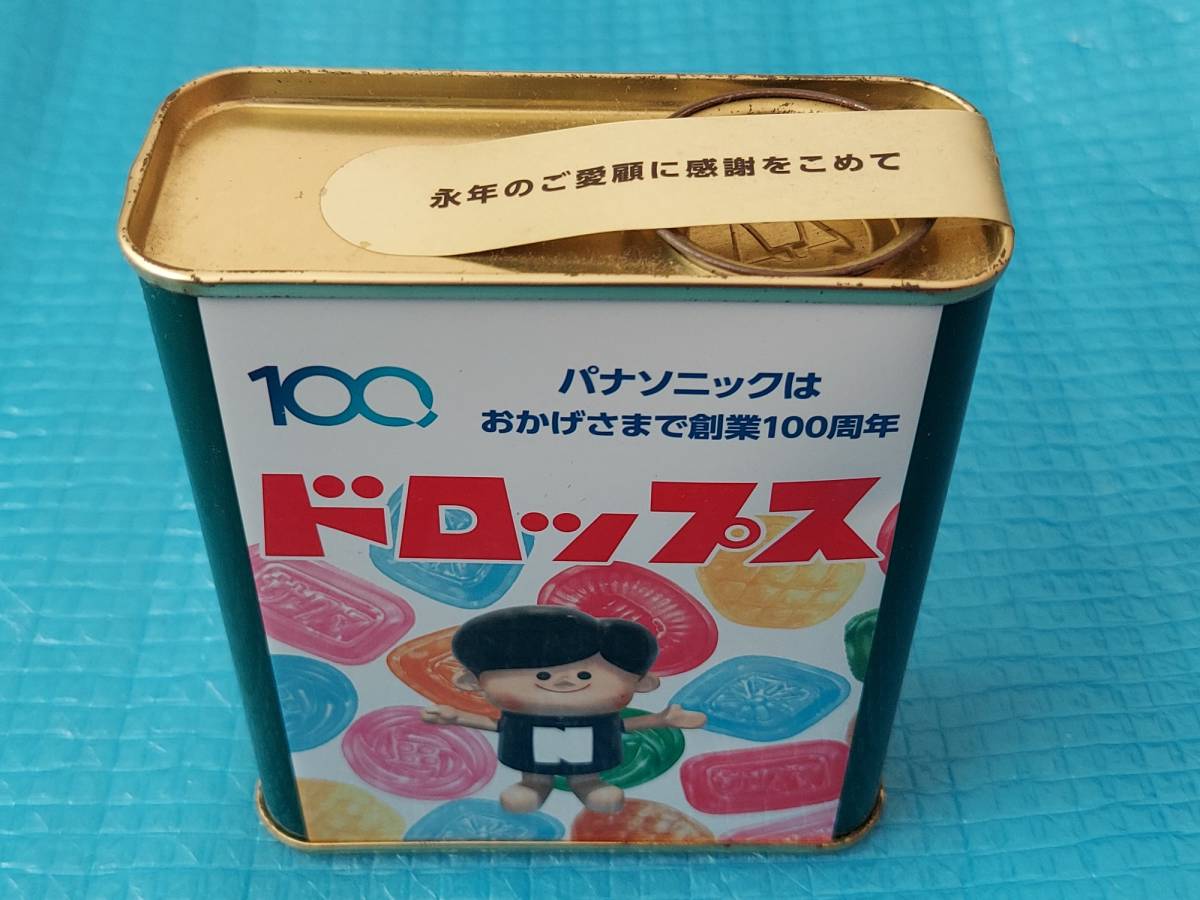 永年のご愛顧に感謝をこめて
100
パナソニックは
おかげさまで創業100周年
ドロップス
N